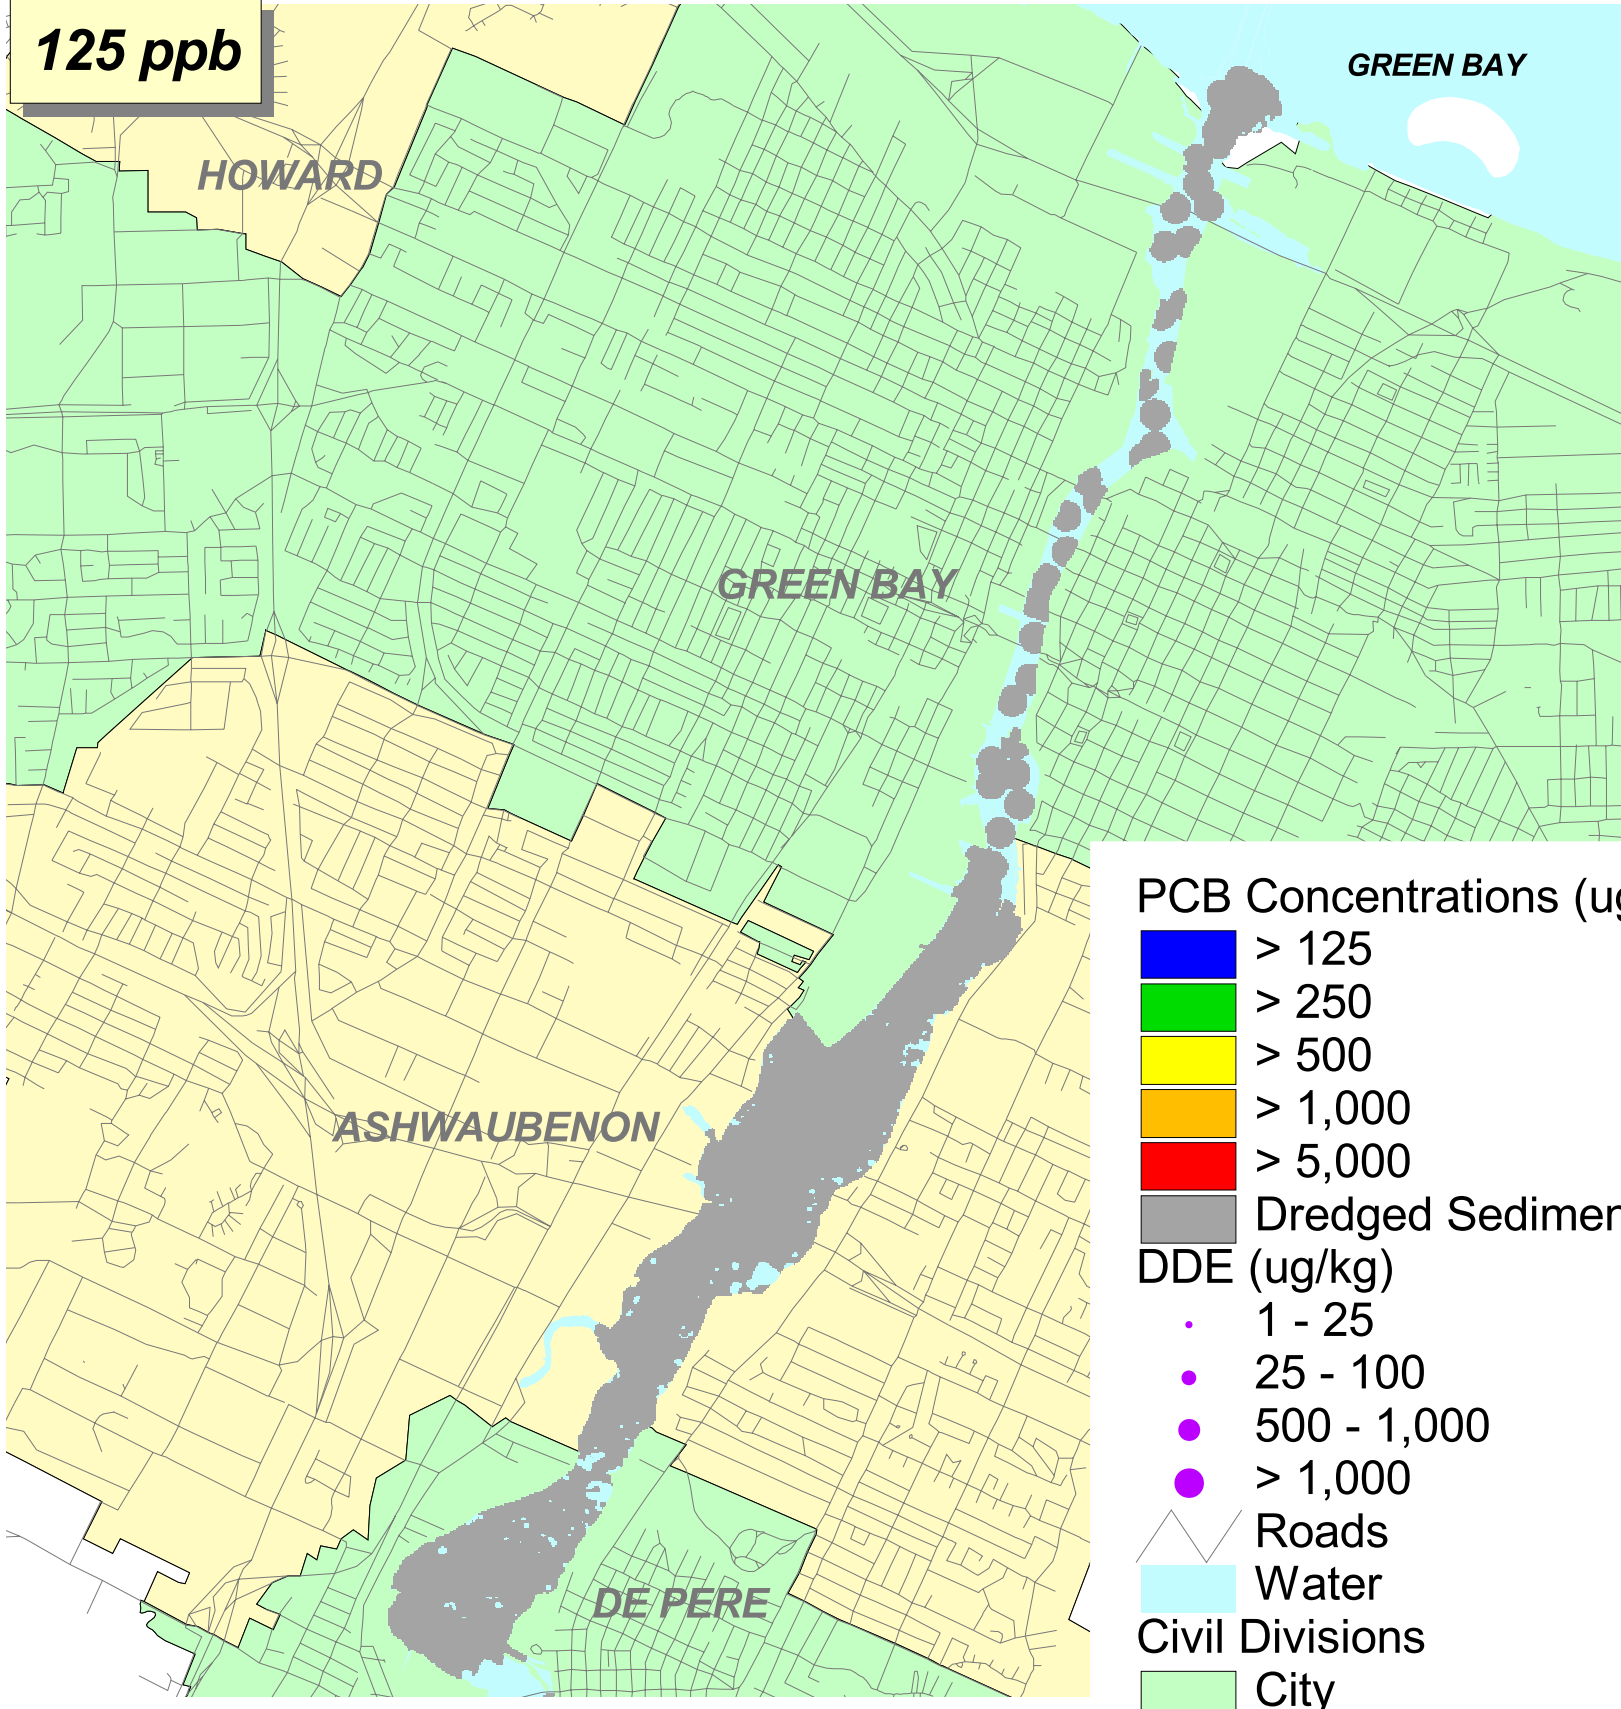 125 ppb
GREEN BAY
HOWARD
GREEN BAY
ASHWAUBENON
DE PERE
PCB Concentrations (ug
> 125
> 250
> 500
> 1,000
> 5,000
Dredged Sedimen
DDE (ug/kg)
1 - 25
25 - 100
500 - 1,000
> 1,000
Roads
Water
Civil Divisions
City